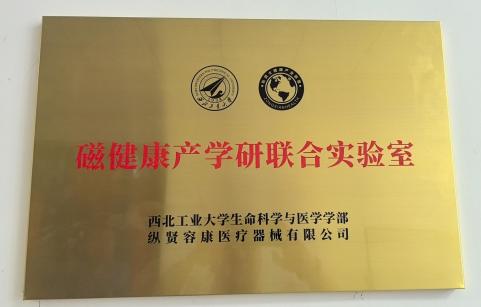 磁健康产学研联合实验室
西北工业大学生命科学与医学学部
纵贤容康医疗器械有限公司